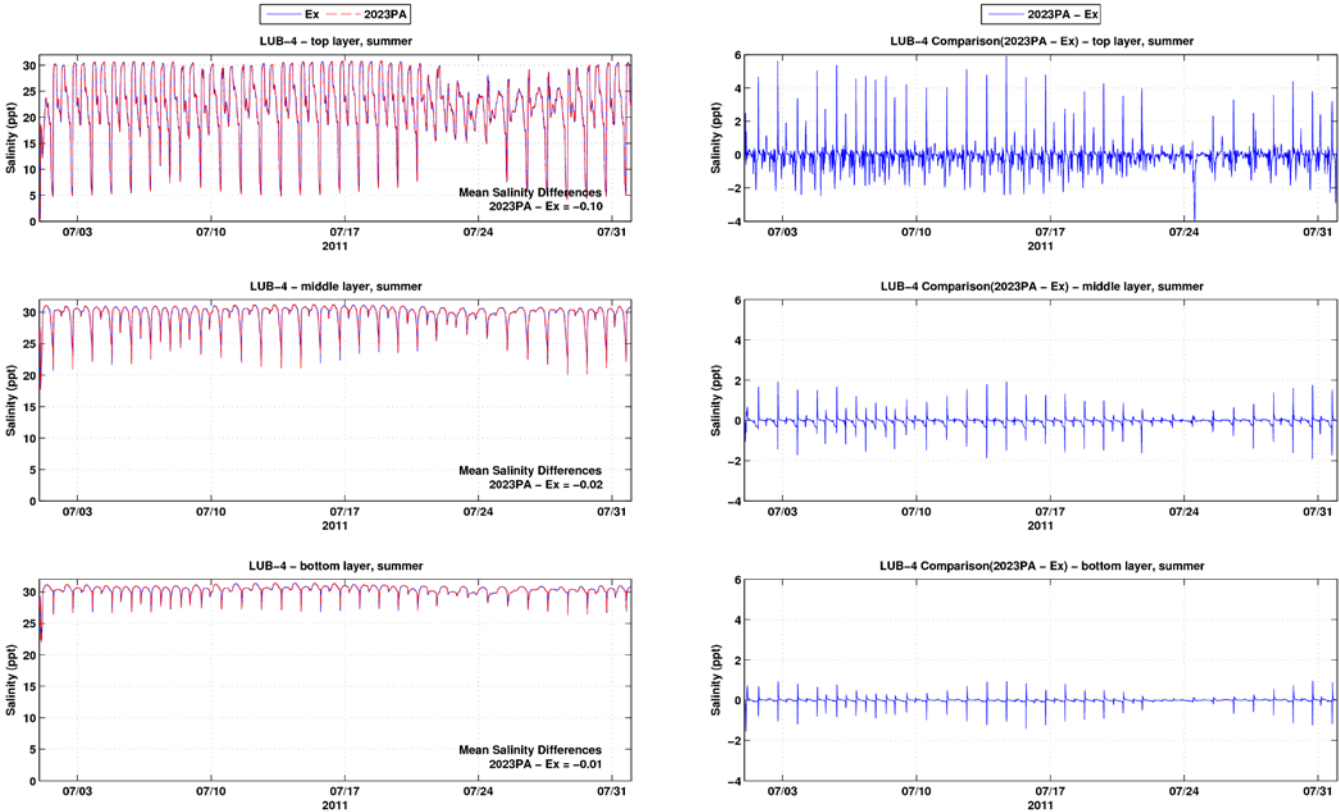 Ex 2023PA
2023PA − Ex
LUB−4 − top layer, summer
Salinity (ppt)
30
25
20
15
10
5
0
Mean Salinity Differences
2023PA − Ex = −0.10
07/03 07/10 07/17 07/24 07/31
2011
LUB−4 Comparison(2023PA − Ex) − top layer, summer
Salinity (ppt)
6
4
2
0
−2
−4
07/03 07/10 07/17 07/24 07/31
2011
LUB−4 − middle layer, summer
Salinity (ppt)
30
25
20
15
10
5
0
Mean Salinity Differences
2023PA − Ex = −0.02
07/03 07/10 07/17 07/24 07/31
2011
LUB−4 Comparison(2023PA − Ex) − middle layer, summer
Salinity (ppt)
6
4
2
0
−2
−4
07/03 07/10 07/17 07/24 07/31
2011
LUB−4 − bottom layer, summer
Salinity (ppt)
30
25
20
15
10
5
0
Mean Salinity Differences
2023PA − Ex = −0.01
07/03 07/10 07/17 07/24 07/31
2011
LUB−4 Comparison(2023PA − Ex) − bottom layer, summer
Salinity (ppt)
6
4
2
0
−2
−4
07/03 07/10 07/17 07/24 07/31
2011